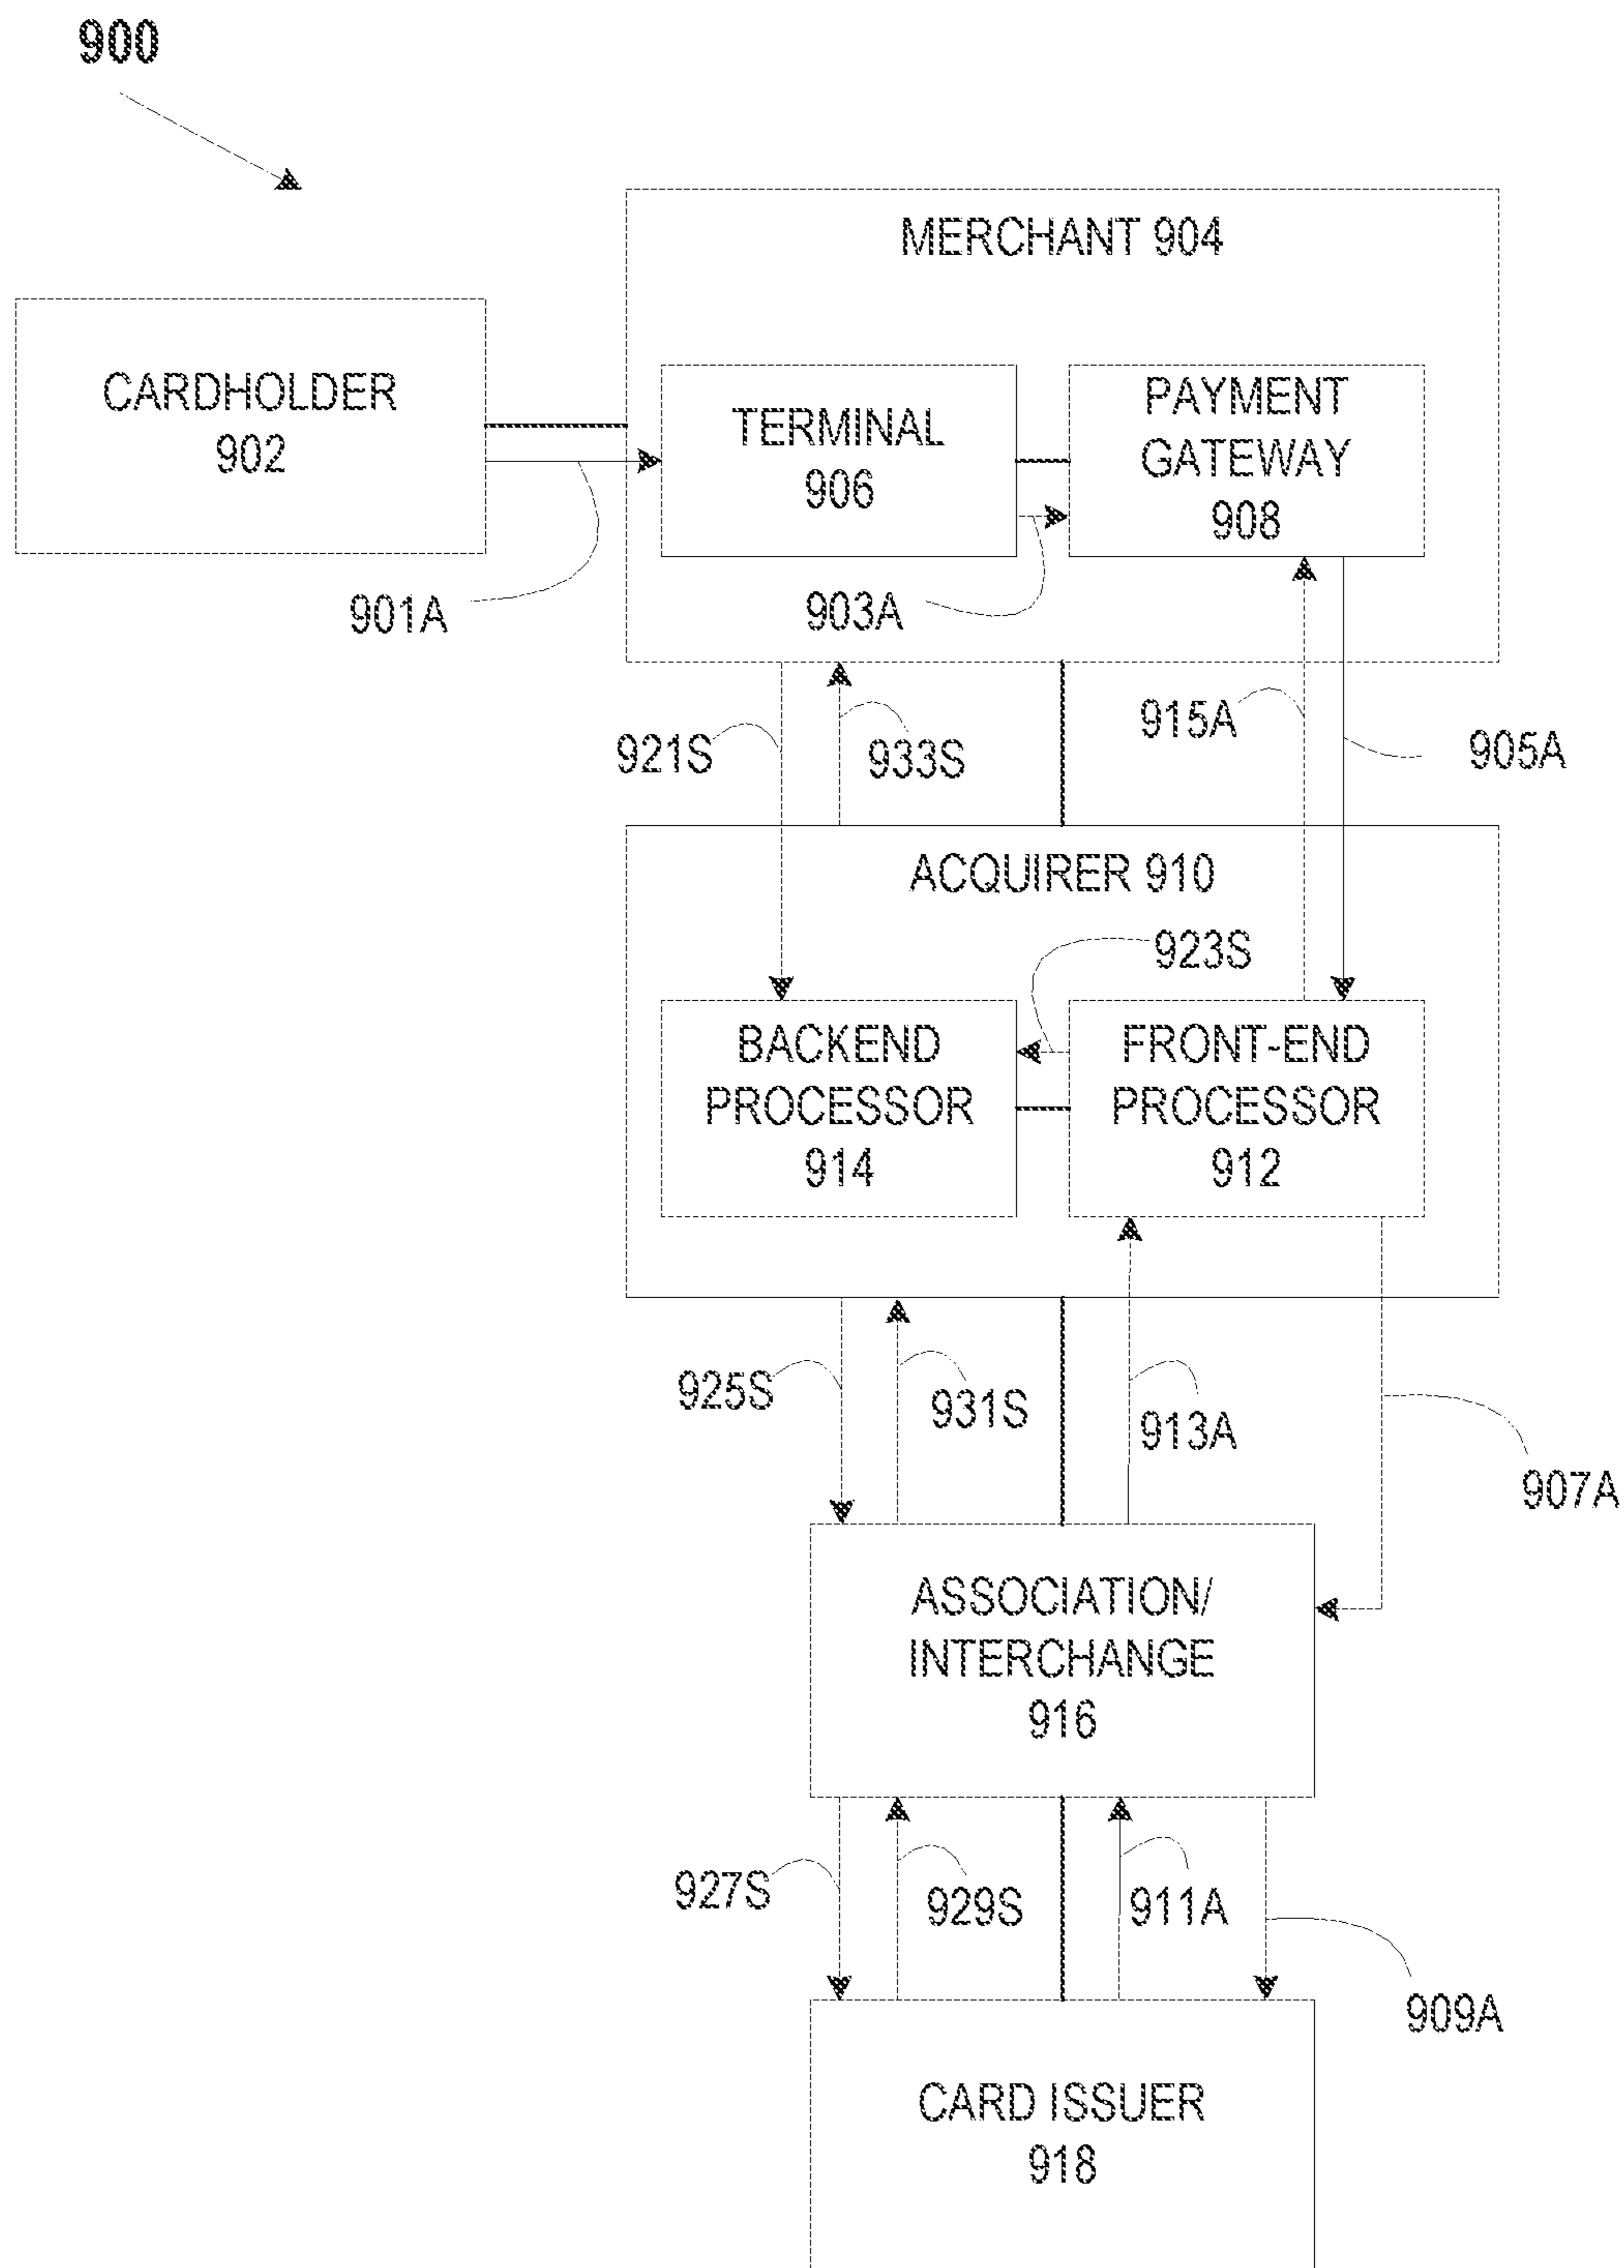 900
MERCHANT 904
CARDHOLDER
902
TERMINAL
906
PAYMENT
GATEWAY
908
901A
903A
921S
933S
915A
905A
ACQUIRER 910
923S
BACKEND
PROCESSOR
914
FRONT-END
PROCESSOR
912
925S
931S
913A
907A
ASSOCIATION/
INTERCHANGE
916
927S
929S
911A
909A
CARD ISSUER
918